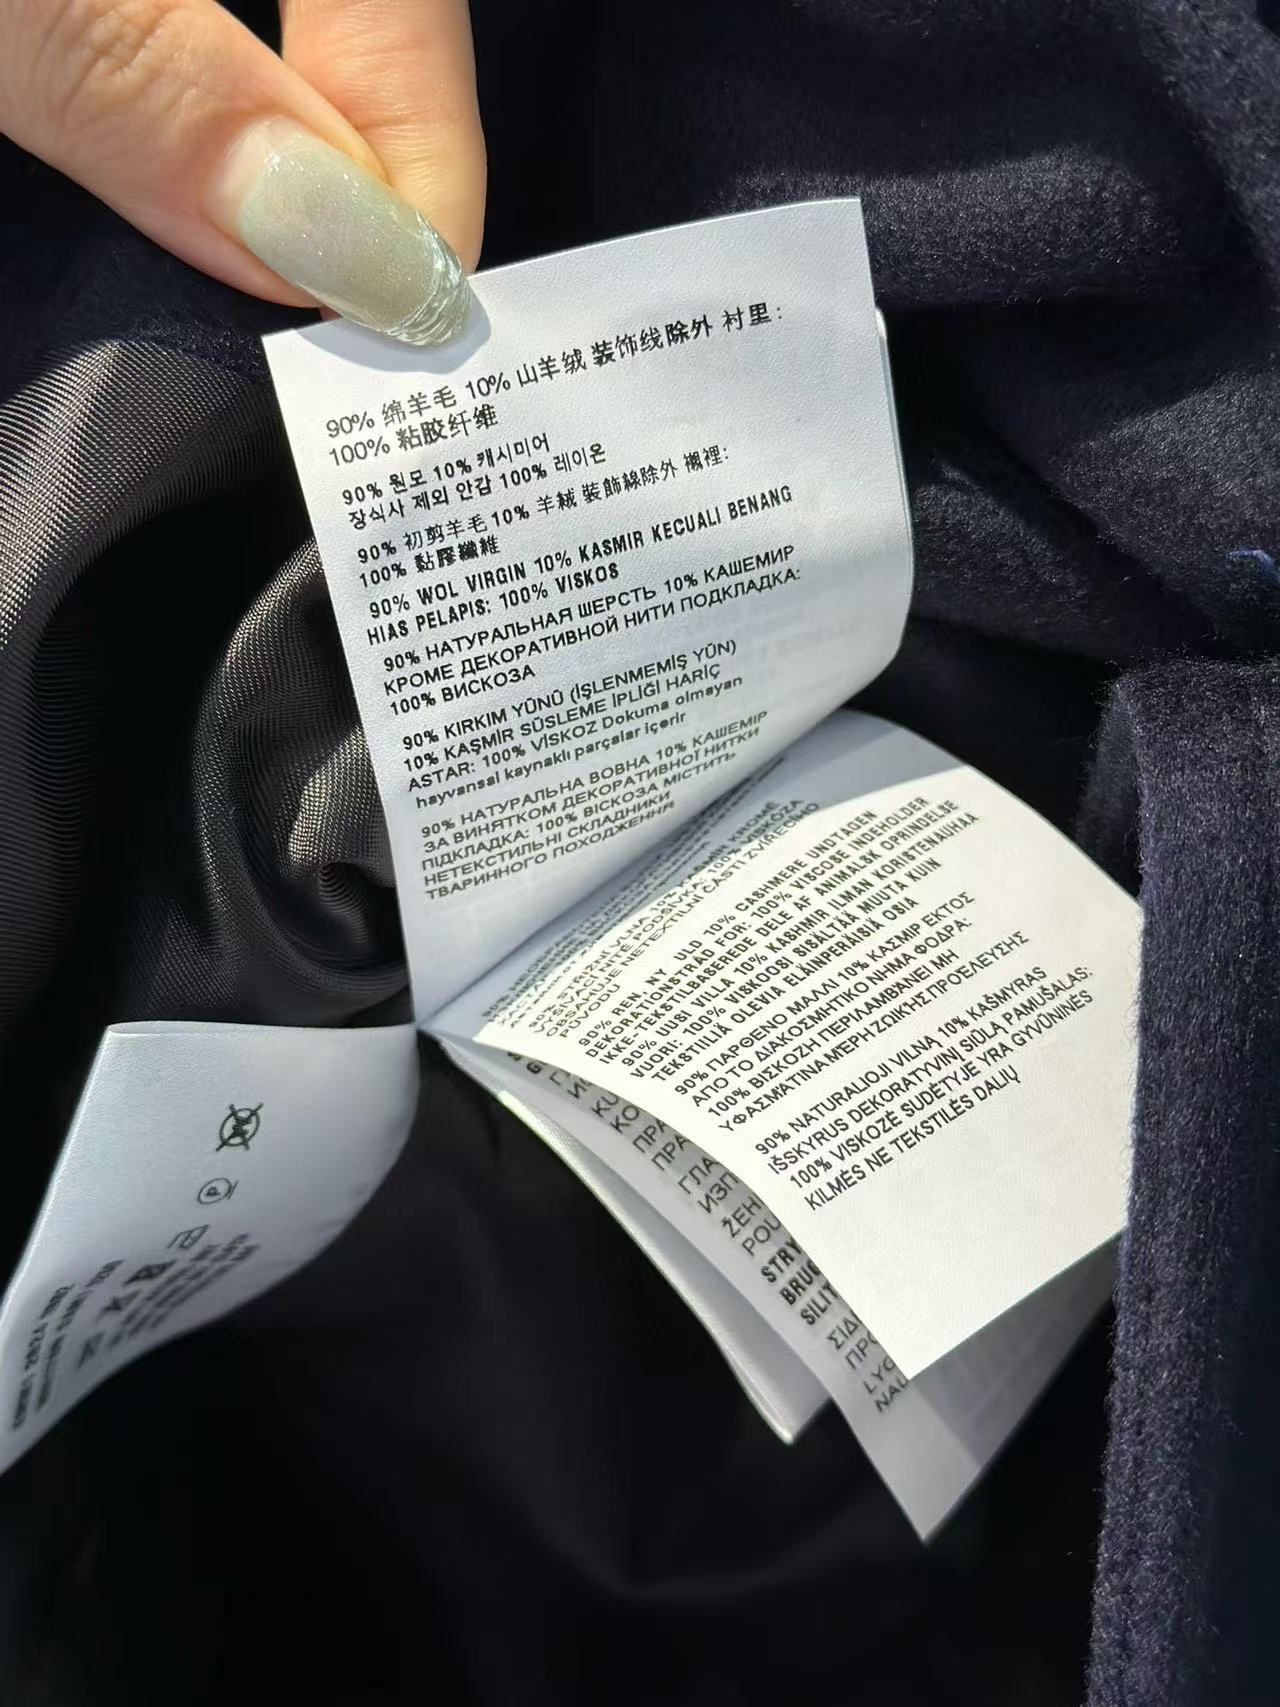 90% 绵羊毛 10% 山羊绒 装饰线除外 衬里:
100% 粘胶纤维
90% 원모 10% 캐시미어
장식사 제외 안감 100% 레이온
90% 初剪羊毛 10% 羊絨 裝飾線除外 襯裡:
100% 黏膠纖維
90% WOL VIRGIN 10% KASMIR KECUALI BENANG
HIAS PELAPIS: 100% VISKOS
90% НАТУРАЛЬНАЯ ШЕРСТЬ 10% КАШЕМИР
КРОМЕ ДЕКОРАТИВНОЙ НИТИ ПОДКЛАДКА:
100% ВИСКОЗА
90% KIRKIM YÜNÜ (İŞLENMEMİŞ YÜN)
10% KAŞMİR SÜSLEME İPLİĞİ HARİÇ
ASTAR: 100% VİSKOZ Dokuma olmayan
hayvansal kaynaklı parçalar içerir
90% НАТУРАЛЬНА ВОВНА 10% КАШЕМІР
ЗА ВИНЯТКОМ ДЕКОРАТИВНОЇ НИТКИ
ПІДКЛАДКА: 100% ВІСКОЗА МІСТИТЬ
НЕТЕКСТИЛЬНІ СКЛАДНИКИ
ТВАРИННОГО ПОХОДЖЕННЯ
OBSAHUJE NETEXTILNÍ ČÁSTI ZVÍŘECÍHO
PŮVODU
90% REN, NY ULD 10% CASHMERE UNDTAGEN
DEKORATIONSTRÅD FOR: 100% VISCOSE INDEHOLDER
IKKE-TEKSTILBASEREDE DELE AF ANIMALSK OPRINDELSE
90% UUSI VILLA 10% KASHMIR ILMAN KORISTENAUHAA
VUORI: 100% VISKOOSI SISÄLTÄÄ MUUTA KUIN
TEKSTIILIÄ OLEVIA ELÄINPERÄISIÄ OSIA
90% ΠΑΡΘΕΝΟ ΜΑΛΛΙ 10% ΚΑΣΜΙΡ ΕΚΤΟΣ
ΑΠΟ ΤΟ ΔΙΑΚΟΣΜΗΤΙΚΟ ΝΗΜΑ ΦΟΔΡΑ:
100% ΒΙΣΚΟΖΗ ΠΕΡΙΛΑΜΒΑΝΕΙ ΜΗ
ΥΦΑΣΜΑΤΙΝΑ ΜΕΡΗ ΖΩΙΚΗΣ ΠΡΟΕΛΕΥΣΗΣ
90% NATURALIOJI VILNA 10% KAŠMYRAS
IŠSKYRUS DEKORATYVINĮ SIŪLĄ PAMUŠALAS:
100% VISKOZĖ SUDĖTYJE YRA GYVŪNINĖS
KILMĖS NE TEKSTILĖS DALIŲ
P